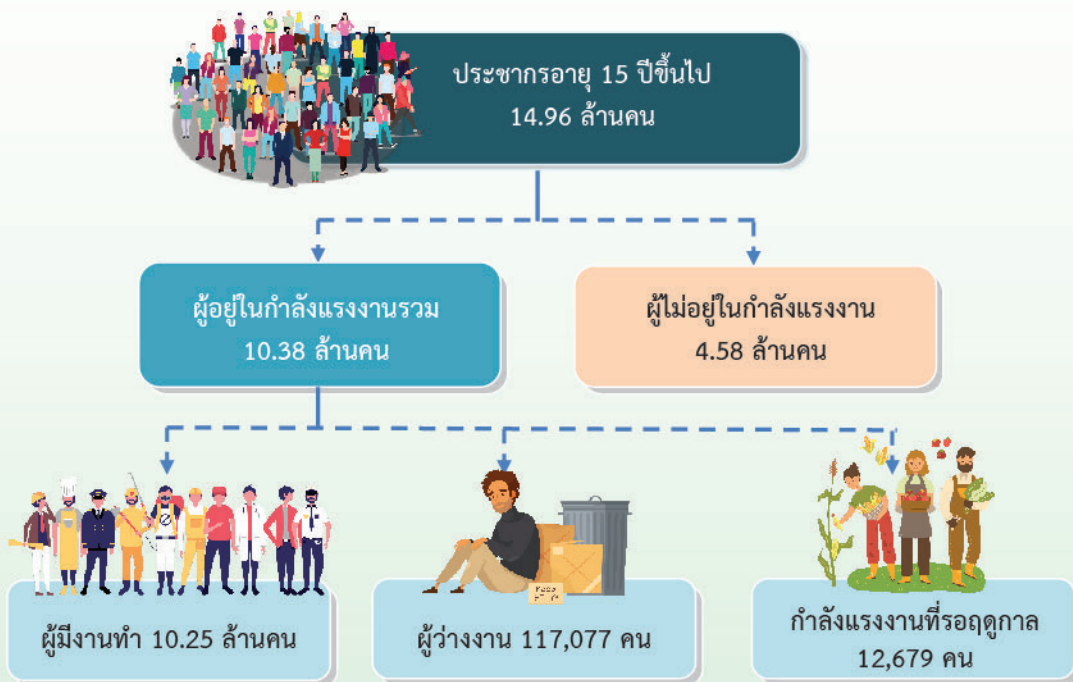 ประชากรอายุ 15 ปีขึ้นไป
14.96 ล้านคน
ผู้อยู่ในกำลังแรงงานรวม
10.38 ล้านคน
ผู้ไม่อยู่ในกำลังแรงงาน
4.58 ล้านคน
ผู้มีงานทำ 10.25 ล้านคน
ผู้ว่างงาน 117,077 คน
กำลังแรงงานที่รอฤดูกาล
12,679 คน